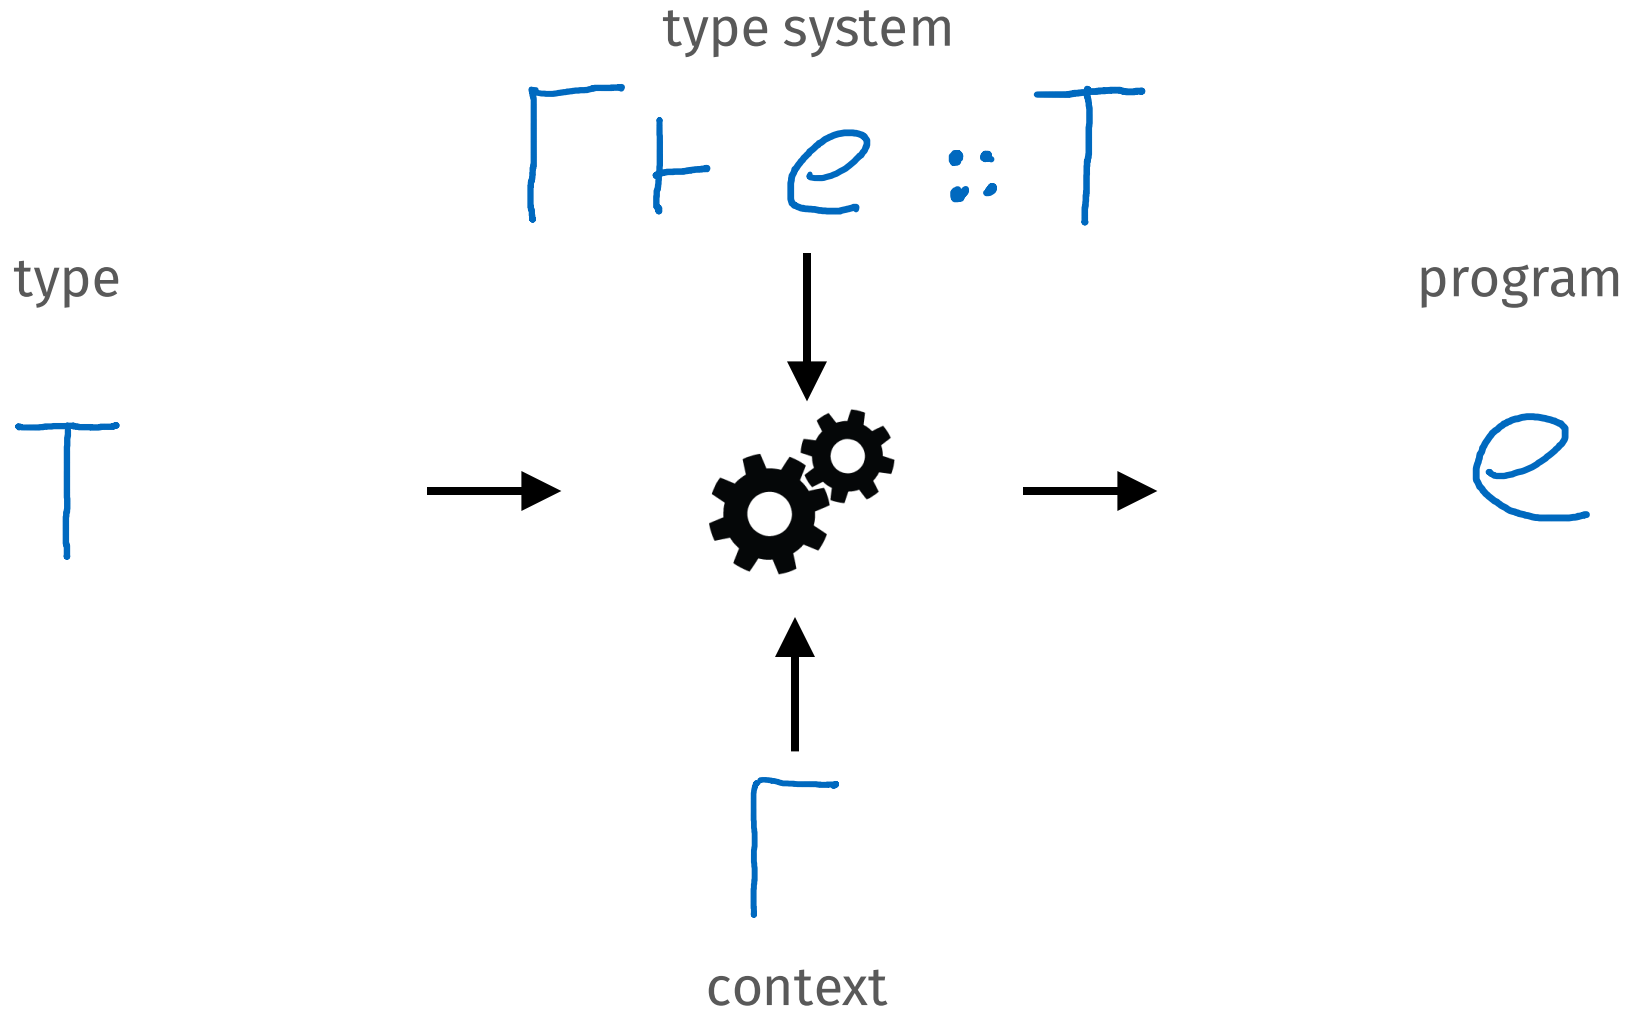 type system
Γ ⊢ e :: T
type
program
T
e
Γ
context